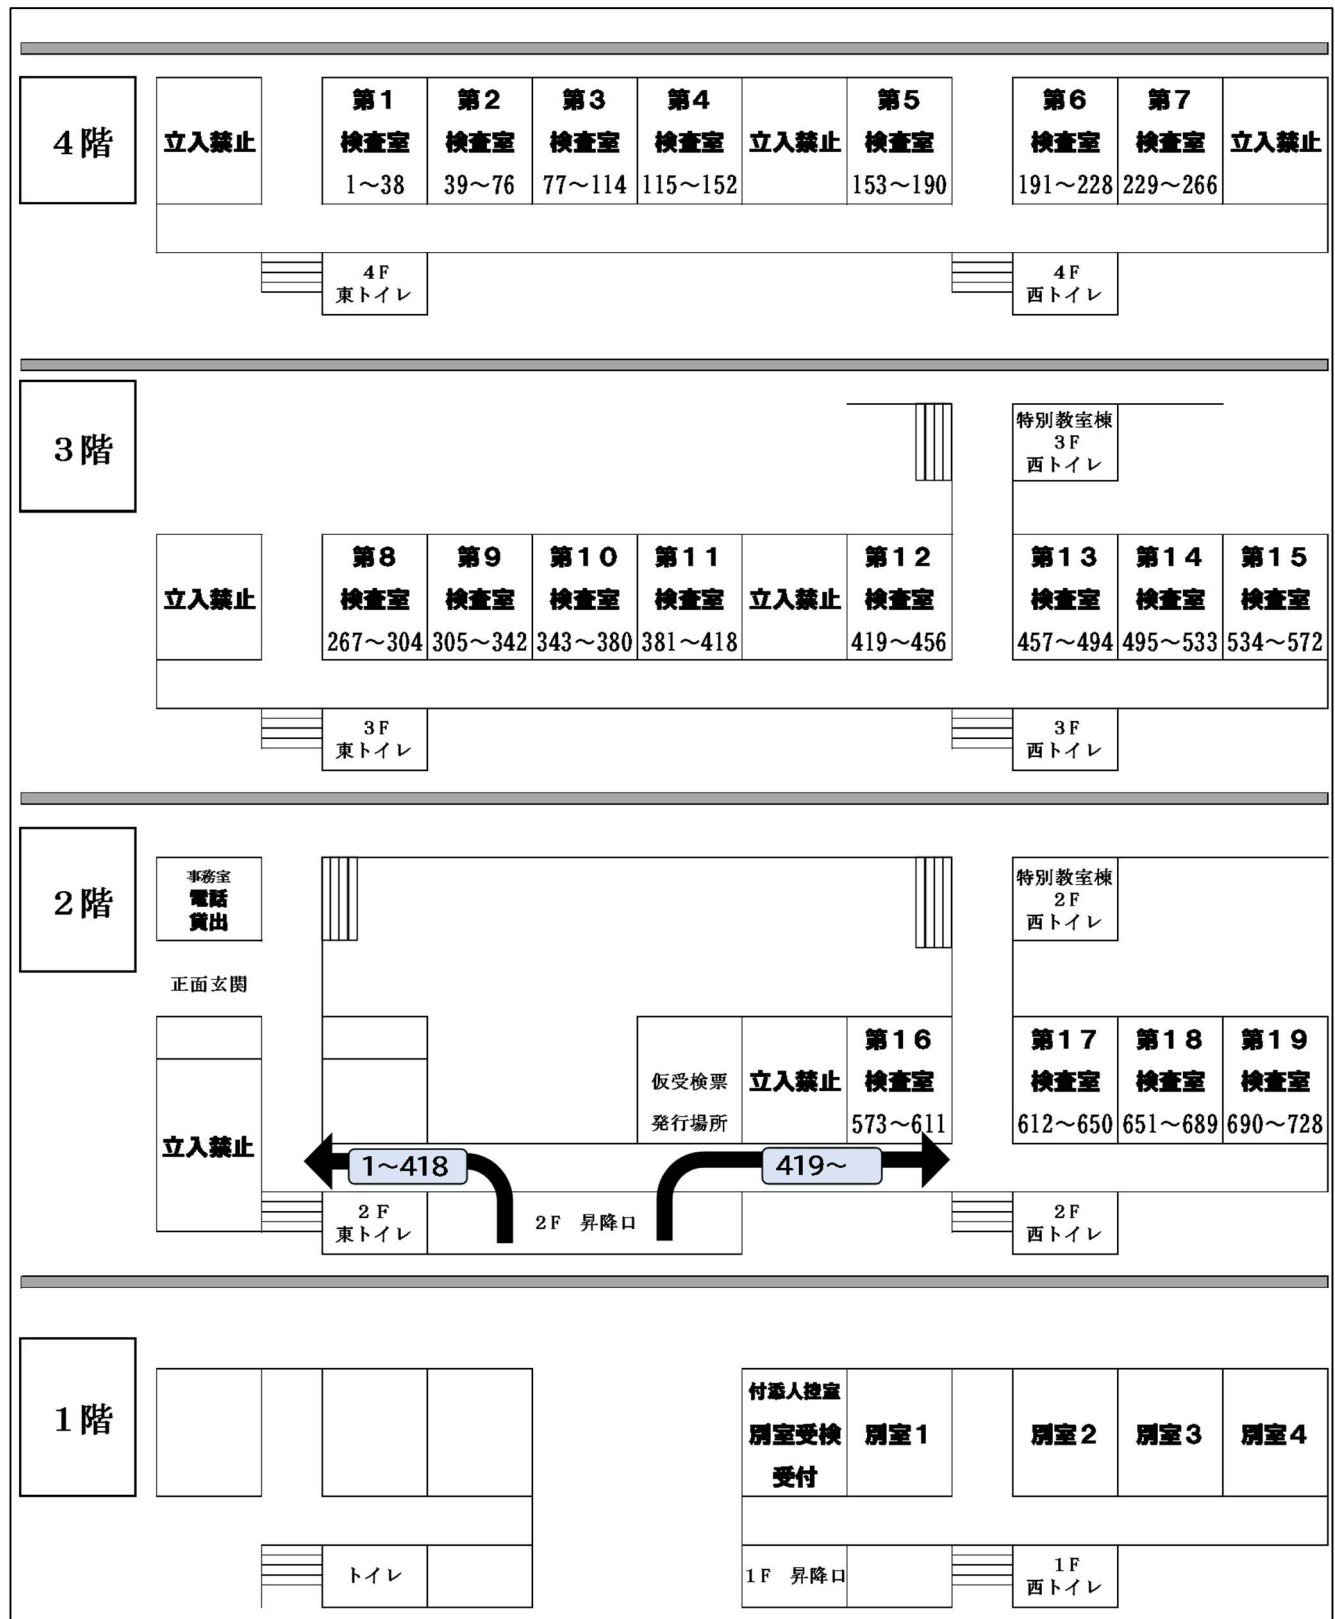 4階
立入禁止
第1
検査室
1～38
第2
検査室
39～76
第3
検査室
77～114
第4
検査室
115～152
立入禁止
第5
検査室
153～190
第6
検査室
191～228
第7
検査室
229～266
立入禁止
4F
東トイレ
4F
西トイレ
3階
特別教室棟
3F
西トイレ
立入禁止
第8
検査室
267～304
第9
検査室
305～342
第10
検査室
343～380
第11
検査室
381～418
立入禁止
第12
検査室
419～456
第13
検査室
457～494
第14
検査室
495～533
第15
検査室
534～572
3F
東トイレ
3F
西トイレ
2階
事務室
電話
貸出
特別教室棟
2F
西トイレ
正面玄関
立入禁止
仮受検票
発行場所
立入禁止
第16
検査室
573～611
第17
検査室
612～650
第18
検査室
651～689
第19
検査室
690～728
1～418
419～
2F
東トイレ
2F 昇降口
2F
西トイレ
1階
付添人控室
別室受検
受付
別室1
別室2
別室3
別室4
トイレ
1F 昇降口
1F
西トイレ